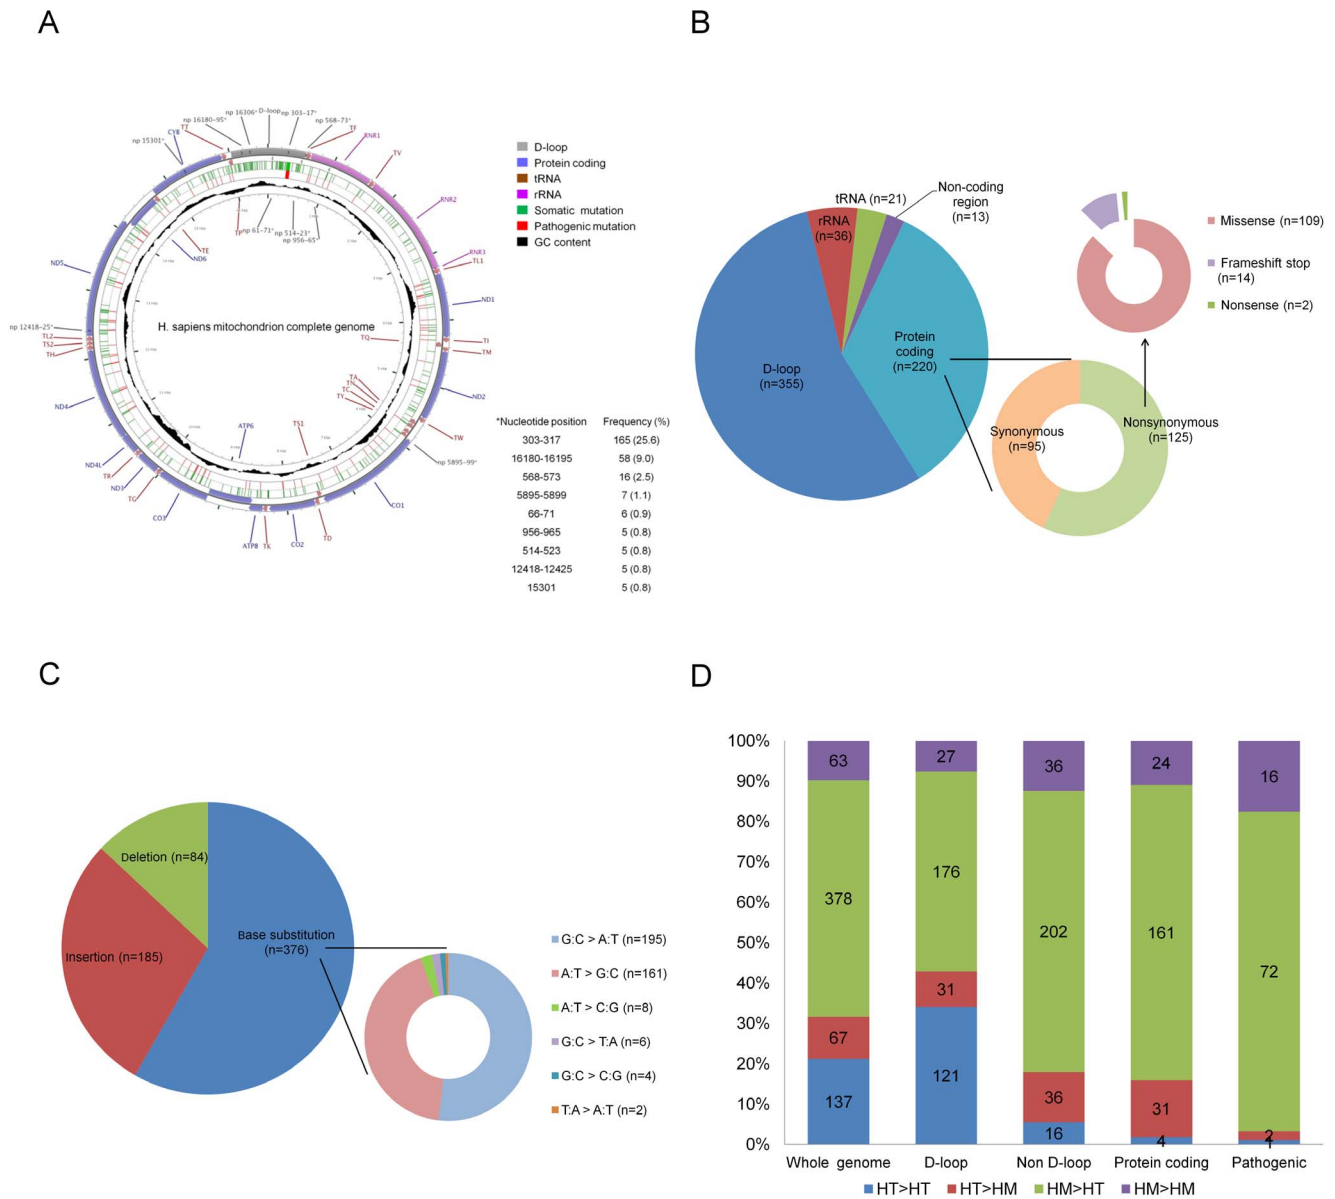 A
np 16306* D-loop np 303-17*
np 16180-95*
np 568-73*
TT
TF
CYB
RNR1
np 15301*
TV
RNR2
RNR3
TL1
ND5
TE
ND6
TP
np 61-71*
np 514-23*
np 956-65*
ND1
np 12418-25*
TL2
TS2
TH
H. sapiens mitochondrion complete genome
TQ
TI
TM
TA
TN
TC
TY
ND2
ND4
ATP6
TS1
TW
np 5895-99*
ND4L
TR
ND3
TG
CO3
ATP8
TK
CO2
TD
CO1
D-loop
Protein coding
tRNA
rRNA
Somatic mutation
Pathogenic mutation
GC content
*Nucleotide position Frequency (%)
303-317 165 (25.6)
16180-16195 58 (9.0)
568-573 16 (2.5)
5895-5899 7 (1.1)
66-71 6 (0.9)
956-965 5 (0.8)
514-523 5 (0.8)
12418-12425 5 (0.8)
15301 5 (0.8)
B
tRNA (n=21)
Non-coding
region
(n=13)
rRNA
(n=36)
D-loop
(n=355)
Protein
coding
(n=220)
Synonymous
(n=95)
Nonsynonymous
(n=125)
Missense (n=109)
Frameshift stop
(n=14)
Nonsense (n=2)
C
Deletion (n=84)
Insertion (n=185)
Base substitution
(n=376)
G:C > A:T (n=195)
A:T > G:C (n=161)
A:T > C:G (n=8)
G:C > T:A (n=6)
G:C > C:G (n=4)
T:A > A:T (n=2)
D
100%
90%
80%
70%
60%
50%
40%
30%
20%
10%
0%
63
378
67
137
27
176
31
121
36
202
36
16
24
161
31
4
16
72
2
1
Whole genome D-loop Non D-loop Protein coding Pathogenic
HT>HT HT>HM HM>HT HM>HM